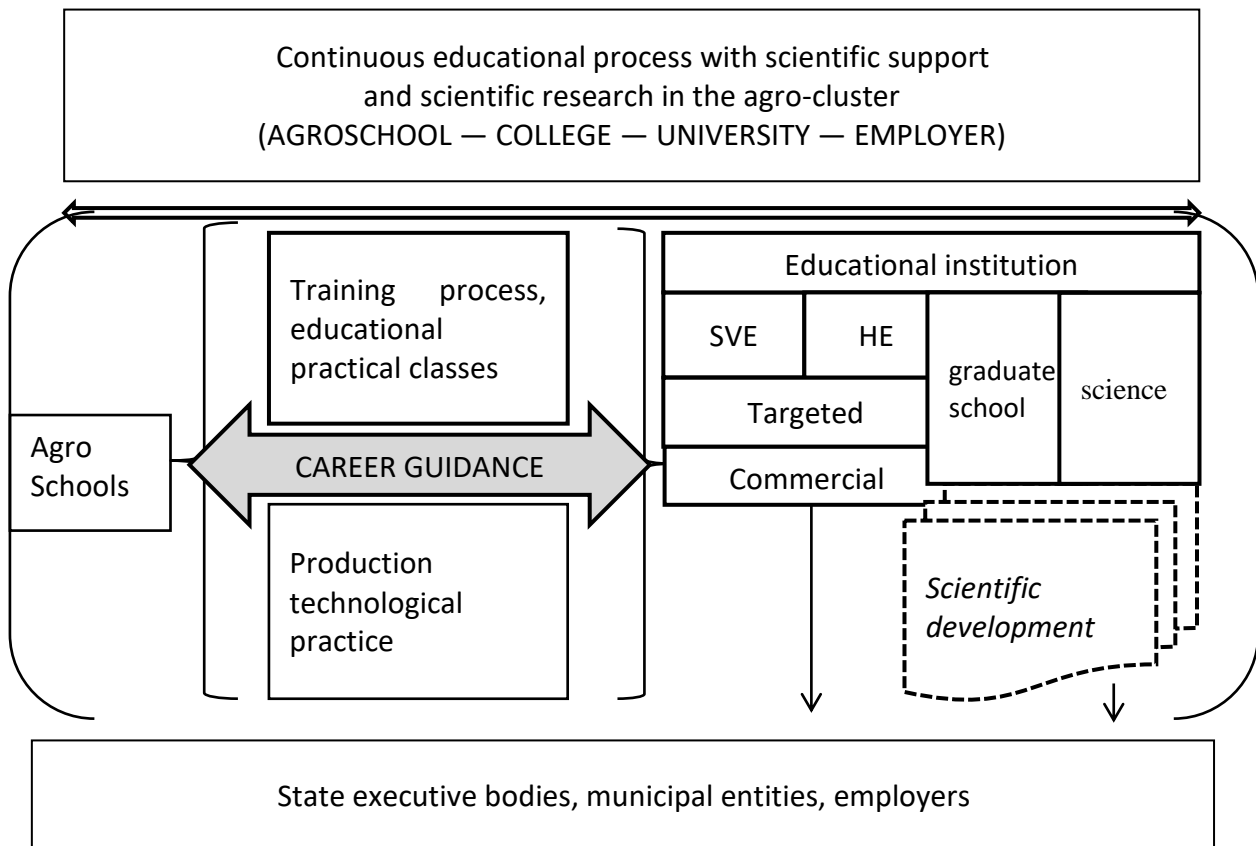 Continuous educational process with scientific support
and scientific research in the agro-cluster
(AGROSCHOOL — COLLEGE — UNIVERSITY — EMPLOYER)
Agro
Schools
Training process,
educational
practical classes
CAREER GUIDANCE
Production
technological
practice
Educational institution
SVE
HE
graduate
school
science
Targeted
Commercial
Scientific
development
State executive bodies, municipal entities, employers